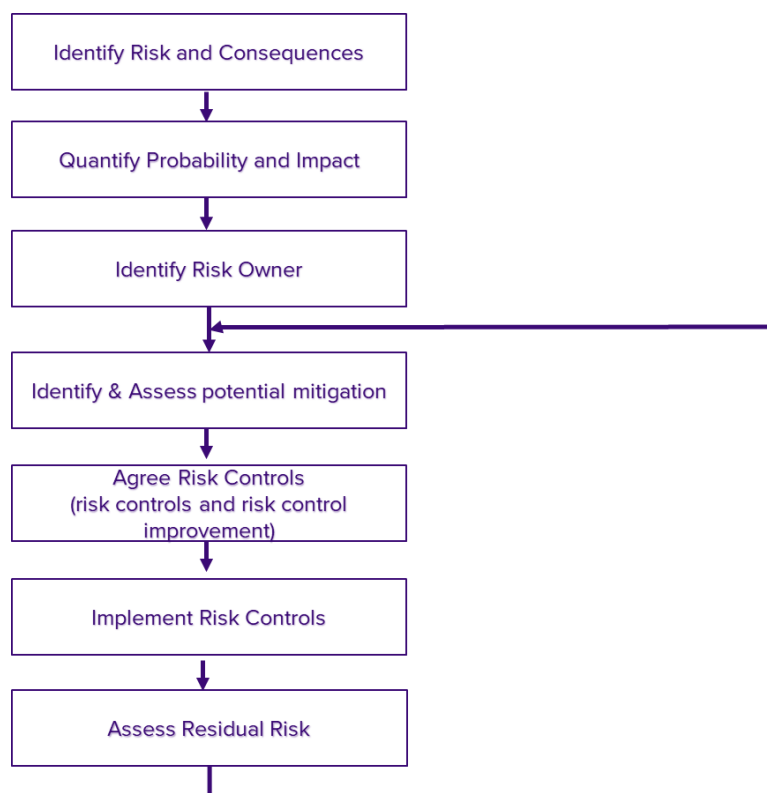 Identify Risk and Consequences
Quantify Probability and Impact
Identify Risk Owner
Identify & Assess potential mitigation
Agree Risk Controls
(risk controls and risk control
improvement)
Implement Risk Controls
Assess Residual Risk